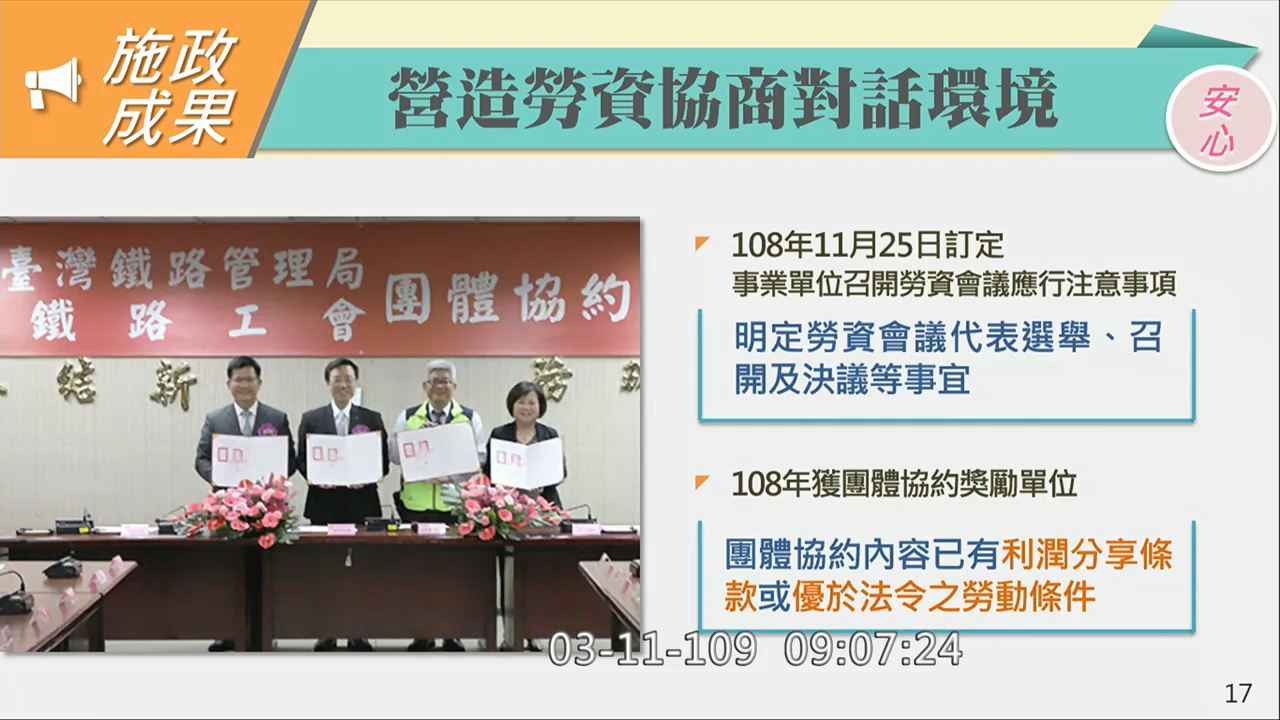 施政
成果
營造勞資協商對話環境
安
心
臺灣鐵路管理局
鐵路工會
團體協約
結
新
勞
108年11月25日訂定
事業單位召開勞資會議應行注意事項
明定勞資會議代表選舉、召
開及決議等事宜
108年獲團體協約獎勵單位
團體協約內容已有利潤分享條
款或優於法令之勞動條件
03-11-109 09:07:24
17